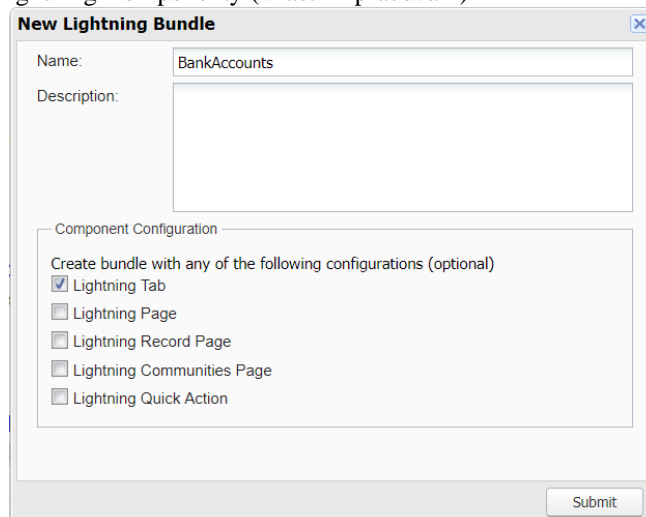 New Lightning Bundle
Name:
BankAccounts
Description:
Component Configuration
Create bundle with any of the following configurations (optional)
Lightning Tab
Lightning Page
Lightning Record Page
Lightning Communities Page
Lightning Quick Action
Submit